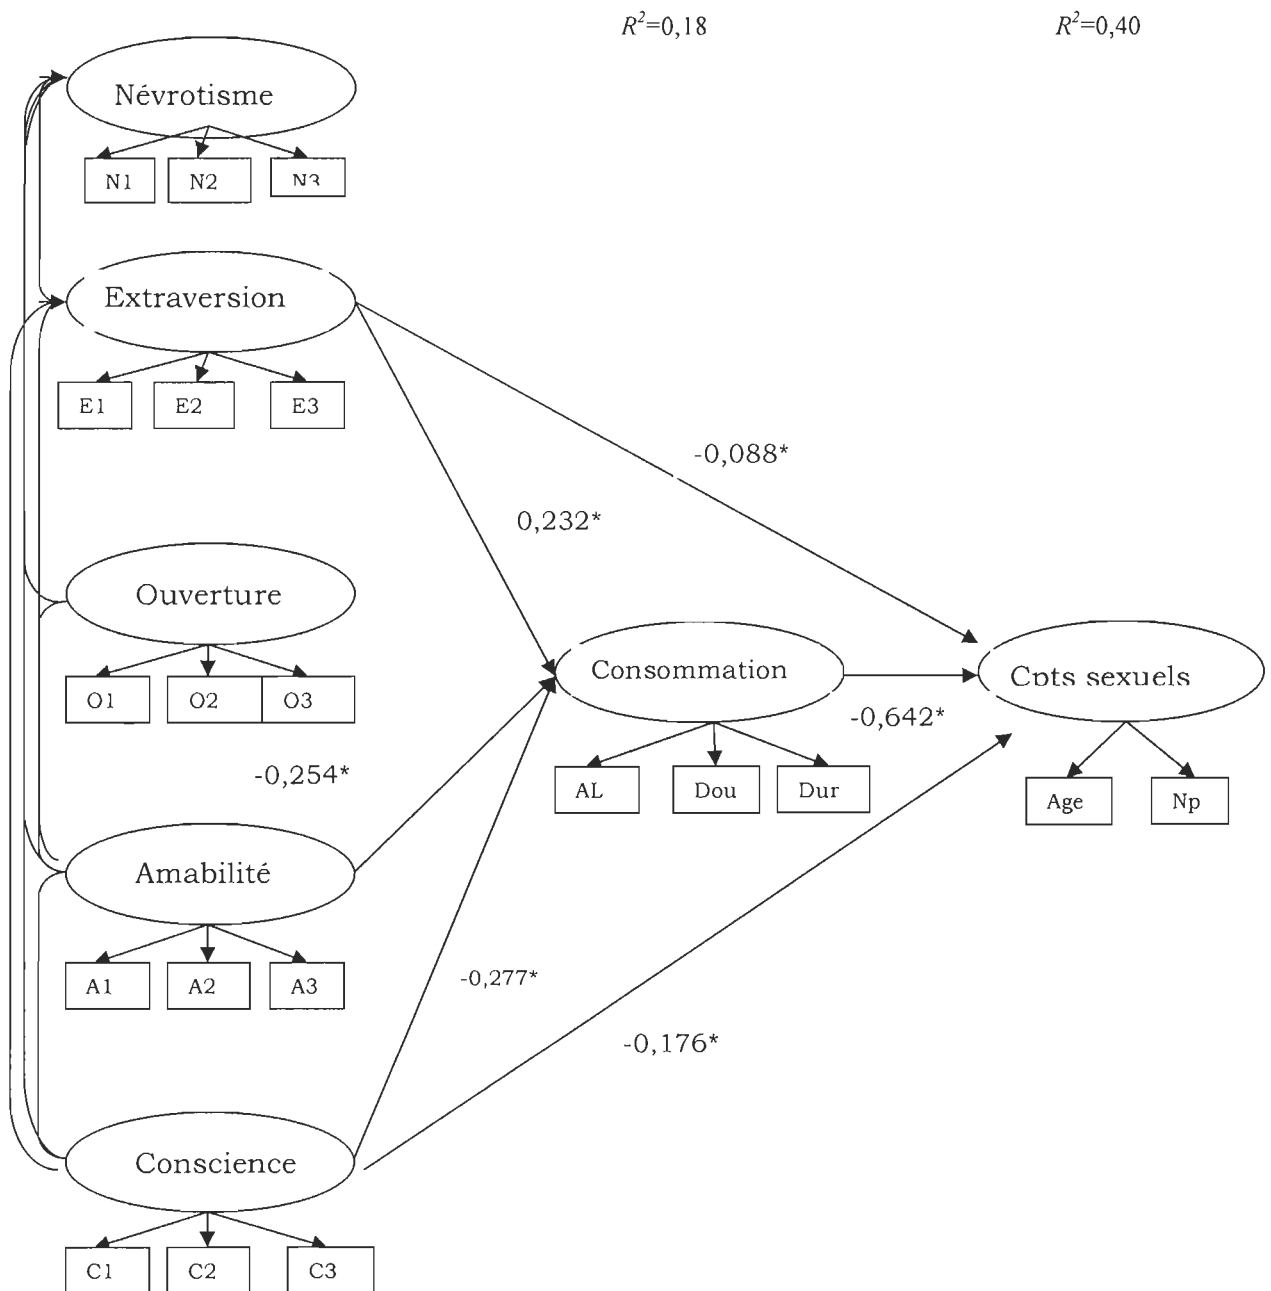 R²=0,18
R²=0,40
Névrotisme
N1
N2
N3
Extraversion
E1
E2
E3
-0,088*
0,232*
Ouverture
O1
O2
O3
Consommation
Cpts sexuels
-0,642*
-0,254*
AL
Dou
Dur
Age
Np
Amabilité
A1
A2
A3
-0,277*
-0,176*
Conscience
C1
C2
C3